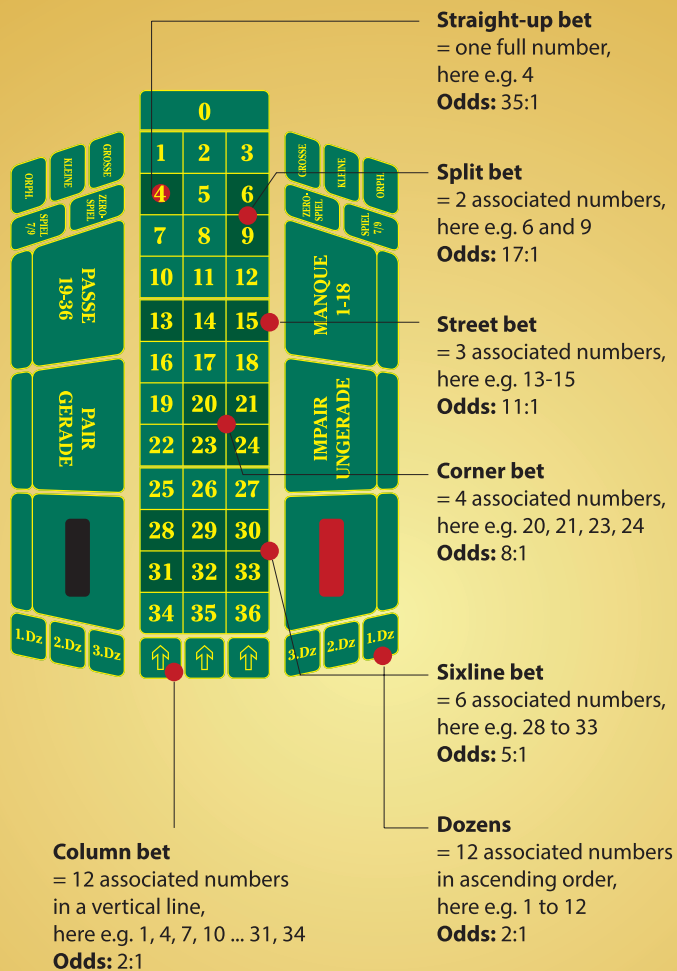 Straight-up bet
= one full number,
here e.g. 4
Odds: 35:1
Split bet
= 2 associated numbers,
here e.g. 6 and 9
Odds: 17:1
Street bet
= 3 associated numbers,
here e.g. 13-15
Odds: 11:1
Corner bet
= 4 associated numbers,
here e.g. 20, 21, 23, 24
Odds: 8:1
Sixline bet
= 6 associated numbers,
here e.g. 28 to 33
Odds: 5:1
Dozens
= 12 associated numbers
in ascending order,
here e.g. 1 to 12
Odds: 2:1
Column bet
= 12 associated numbers
in a vertical line,
here e.g. 1, 4, 7, 10 ... 31, 34
Odds: 2:1
0
1 2 3
4 5 6
7 8 9
10 11 12
13 14 15
16 17 18
19 20 21
22 23 24
25 26 27
28 29 30
31 32 33
34 35 36
ORPH.
KLEINE
GROSSE
SPIEL
7/9
ZERO-
SPIEL
PASSE
19-36
PAIR
GERADE
1.Dz 2.Dz 3.Dz
GROSSE
KLEINE
ORPH.
ZERO-
SPIEL
SPIEL
7/9
MANQUE
1-18
IMPAIR
UNGERADE
3.Dz 2.Dz 1.Dz